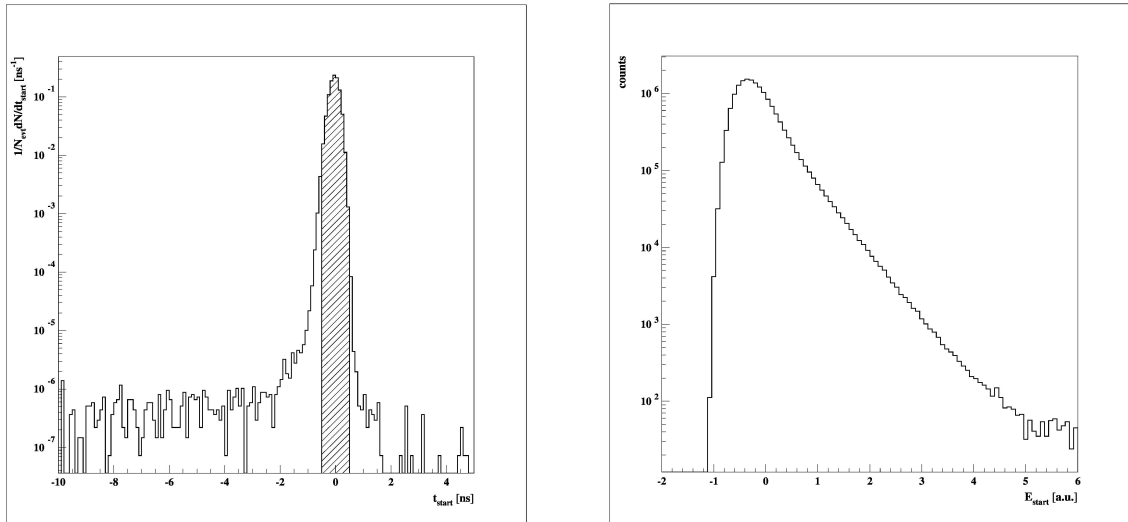 1/N_evt dN/dt_start [ns^-1]
10^-1
10^-2
10^-3
10^-4
10^-5
10^-6
10^-7
-10 -8 -6 -4 -2 0 2 4
t_start [ns]
counts
10^6
10^5
10^4
10^3
10^2
-2 -1 0 1 2 3 4 5 6
E_start [a.u.]